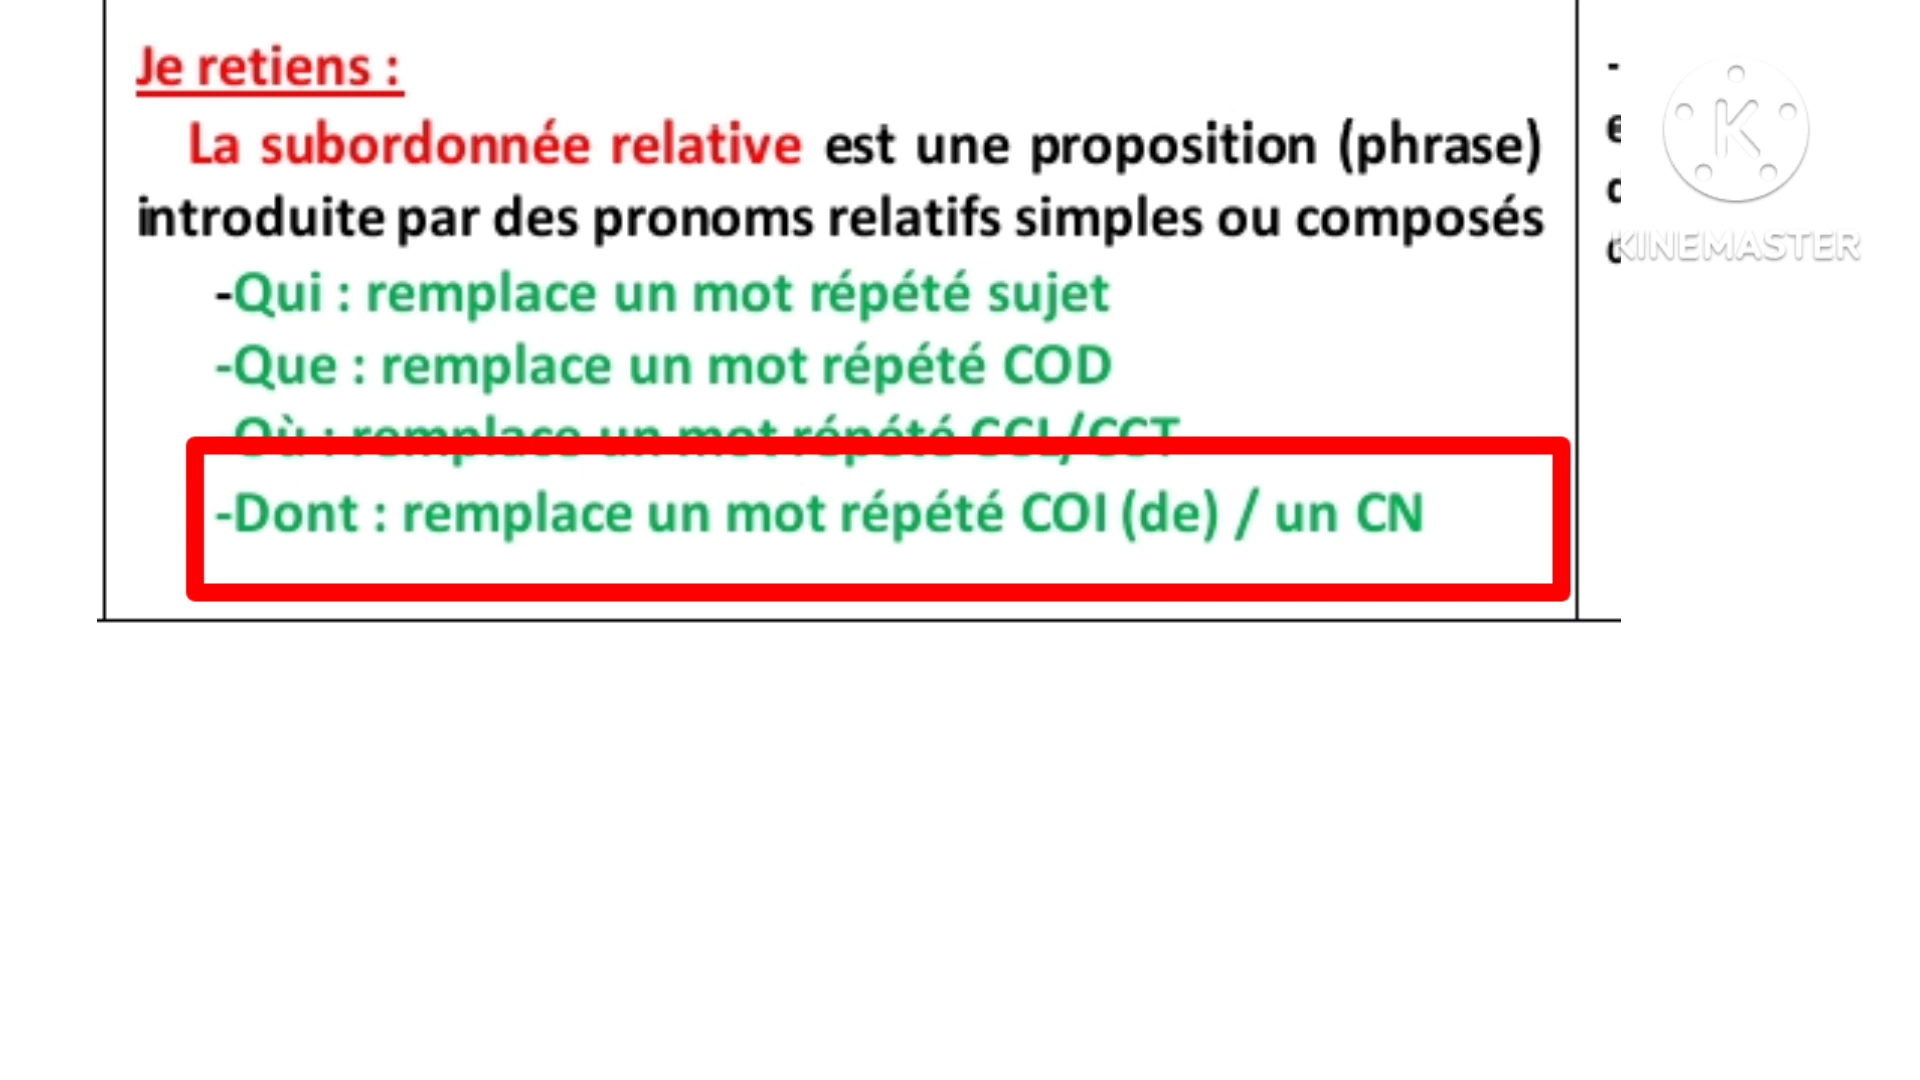 Je retiens :
La subordonnée relative est une proposition (phrase)
introduite par des pronoms relatifs simples ou composés
-Qui : remplace un mot répété sujet
-Que : remplace un mot répété COD
-Où : remplace un mot répété CCL/CCT
-Dont : remplace un mot répété COI (de) / un CN
KINEMASTER